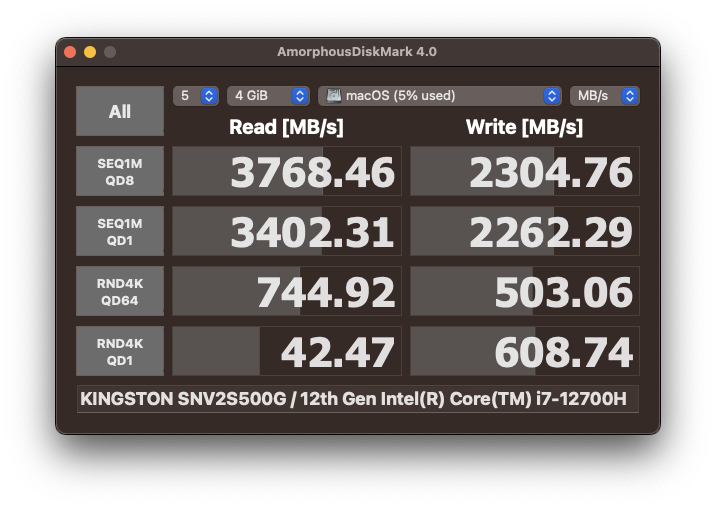 AmorphousDiskMark 4.0
All
5
4 GiB
macOS (5% used)
MB/s
Read [MB/s]
Write [MB/s]
SEQ1M
QD8
3768.46
2304.76
SEQ1M
QD1
3402.31
2262.29
RND4K
QD64
744.92
503.06
RND4K
QD1
42.47
608.74
KINGSTON SNV2S500G / 12th Gen Intel(R) Core(TM) i7-12700H